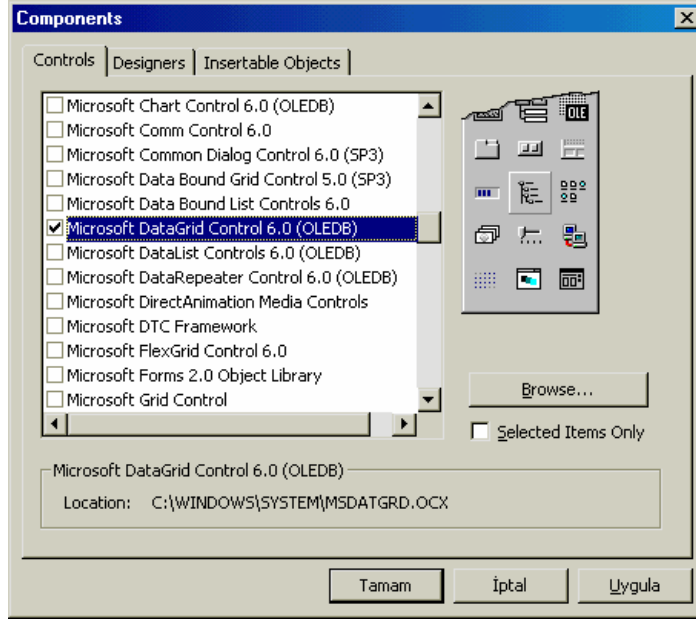 Components
Controls Designers Insertable Objects
Microsoft Chart Control 6.0 (OLEDB)
Microsoft Comm Control 6.0
Microsoft Common Dialog Control 6.0 (SP3)
Microsoft Data Bound Grid Control 5.0 (SP3)
Microsoft Data Bound List Controls 6.0
Microsoft DataGrid Control 6.0 (OLEDB)
Microsoft DataList Controls 6.0 (OLEDB)
Microsoft DataRepeater Control 6.0 (OLEDB)
Microsoft DirectAnimation Media Controls
Microsoft DTC Framework
Microsoft FlexGrid Control 6.0
Microsoft Forms 2.0 Object Library
Microsoft Grid Control
OLE
Browse...
Selected Items Only
Microsoft DataGrid Control 6.0 (OLEDB)
Location: C:\WINDOWS\SYSTEM\MSDATGRD.OCX
Tamam İptal Uygula